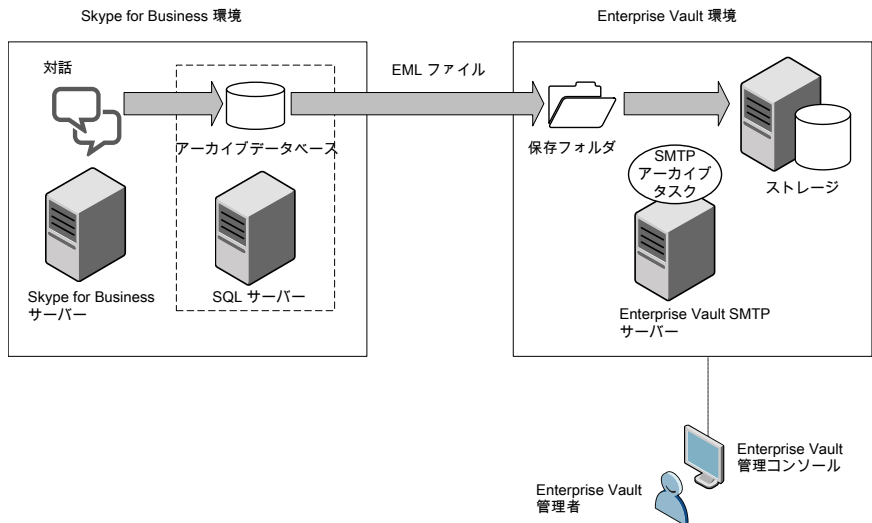 Skype for Business 環境
Enterprise Vault 環境
対話
EML ファイル
アーカイブデータベース
保存フォルダ
SMTP
アーカイブ
タスク
ストレージ
Skype for Business
サーバー
SQL サーバー
Enterprise Vault SMTP
サーバー
Enterprise Vault
管理コンソール
Enterprise Vault
管理者